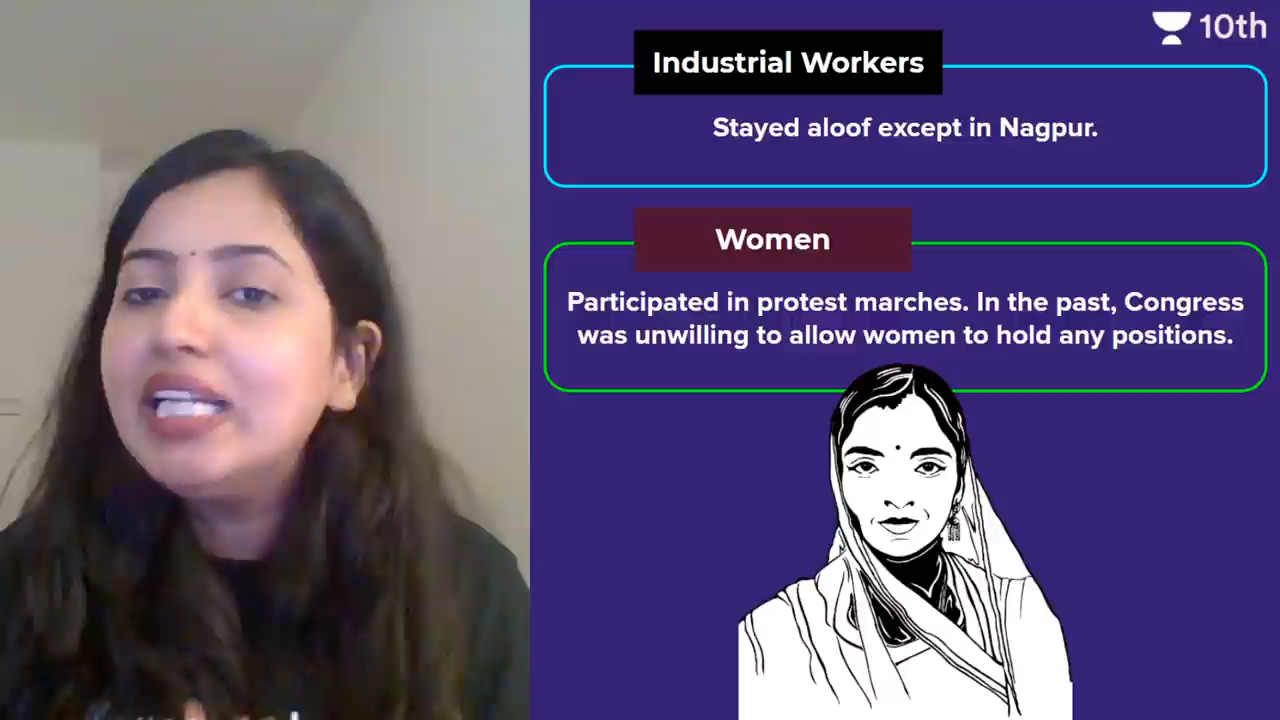 10th
Industrial Workers
Stayed aloof except in Nagpur.
Women
Participated in protest marches. In the past, Congress
was unwilling to allow women to hold any positions.